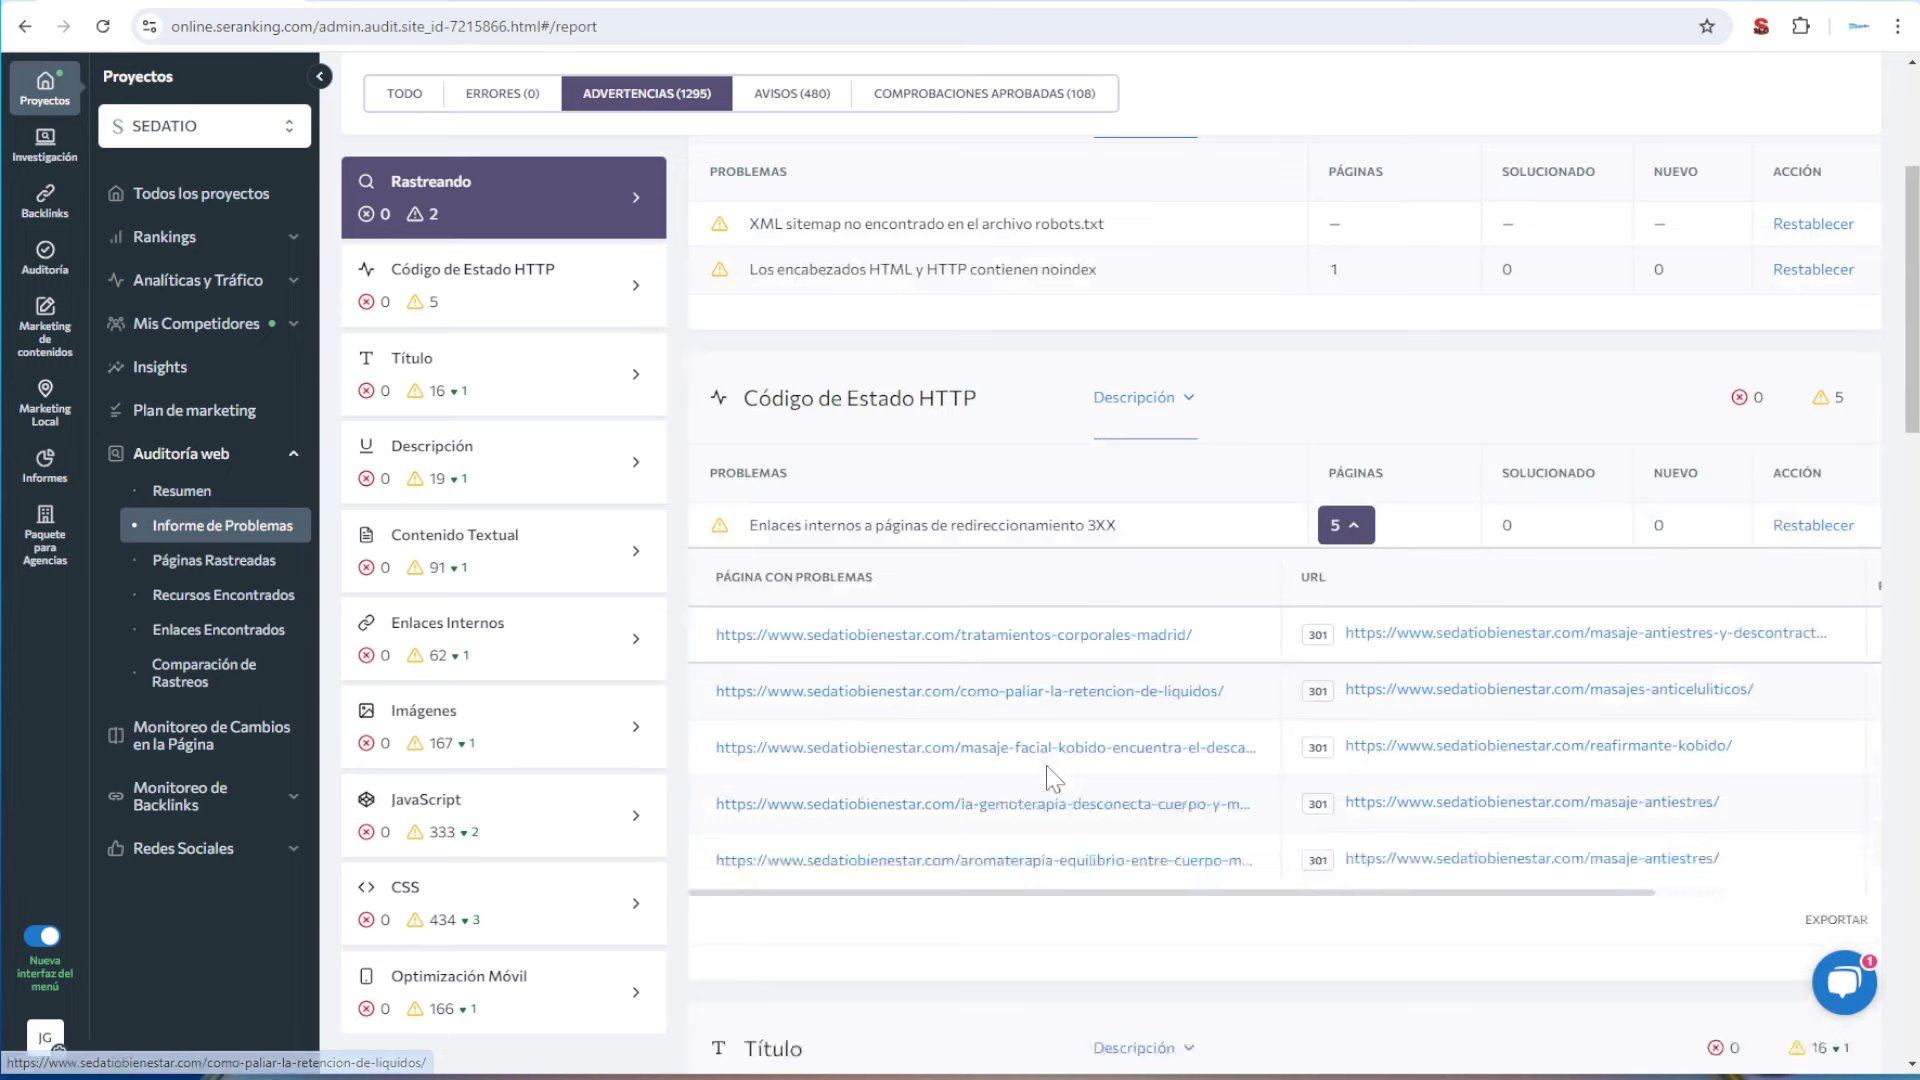 online.seranking.com/admin.audit.site_id-7215866.html#/report
Proyectos
Investigación
Backlinks
Auditoría
Marketing
de
contenidos
Marketing
Local
Informes
Paquete
para
Agencias
Nueva
interfaz del
menú
JG
Proyectos
S SEDATIO
Todos los proyectos
Rankings
Analíticas y Tráfico
Mis Competidores
Insights
Plan de marketing
Auditoría web
Resumen
Informe de Problemas
Páginas Rastreadas
Recursos Encontrados
Enlaces Encontrados
Comparación de
Rastreos
Monitoreo de Cambios
en la Página
Monitoreo de
Backlinks
Redes Sociales
TODO
ERRORES (0)
ADVERTENCIAS (1295)
AVISOS (480)
COMPROBACIONES APROBADAS (108)
Rastreando
0 2
Código de Estado HTTP
0 5
Título
0 16 ▾ 1
Descripción
0 19 ▾ 1
Contenido Textual
0 91 ▾ 1
Enlaces Internos
0 62 ▾ 1
Imágenes
0 167 ▾ 1
JavaScript
0 333 ▾ 2
CSS
0 434 ▾ 3
Optimización Móvil
0 166 ▾ 1
PROBLEMAS PÁGINAS SOLUCIONADO NUEVO ACCIÓN
XML sitemap no encontrado en el archivo robots.txt – – – Restablecer
Los encabezados HTML y HTTP contienen noindex 1 0 0 Restablecer
Código de Estado HTTP Descripción 0 5
PROBLEMAS PÁGINAS SOLUCIONADO NUEVO ACCIÓN
Enlaces internos a páginas de redireccionamiento 3XX 5 0 0 Restablecer
PÁGINA CON PROBLEMAS URL
https://www.sedatiobienestar.com/tratamientos-corporales-madrid/ 301 https://www.sedatiobienestar.com/masaje-antiestres-y-descontract...
https://www.sedatiobienestar.com/como-paliar-la-retencion-de-liquidos/ 301 https://www.sedatiobienestar.com/masajes-anticeluliticos/
https://www.sedatiobienestar.com/masaje-facial-kobido-encuentra-el-desca... 301 https://www.sedatiobienestar.com/reafirmante-kobido/
https://www.sedatiobienestar.com/la-gemoterapia-desconecta-cuerpo-y-m... 301 https://www.sedatiobienestar.com/masaje-antiestres/
https://www.sedatiobienestar.com/aromaterapia-equilibrio-entre-cuerpo-m... 301 https://www.sedatiobienestar.com/masaje-antiestres/
EXPORTAR
1
Título Descripción 0 16 ▾ 1
https://www.sedatiobienestar.com/como-paliar-la-retencion-de-liquidos/